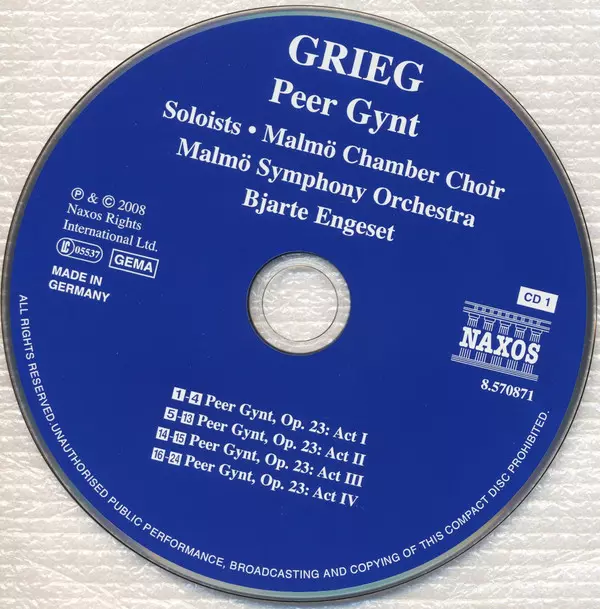 GRIEG
Peer Gynt
Soloists • Malmö Chamber Choir
Malmö Symphony Orchestra
Bjarte Engeset
℗ & © 2008
Naxos Rights
International Ltd.
LC 05537 GEMA
MADE IN
GERMANY
CD 1
NAXOS
8.570871
1-4 Peer Gynt, Op. 23: Act I
5-13 Peer Gynt, Op. 23: Act II
14-15 Peer Gynt, Op. 23: Act III
16-24 Peer Gynt, Op. 23: Act IV
ALL RIGHTS RESERVED.UNAUTHORISED PUBLIC PERFORMANCE, BROADCASTING AND COPYING OF THIS COMPACT DISC PROHIBITED.